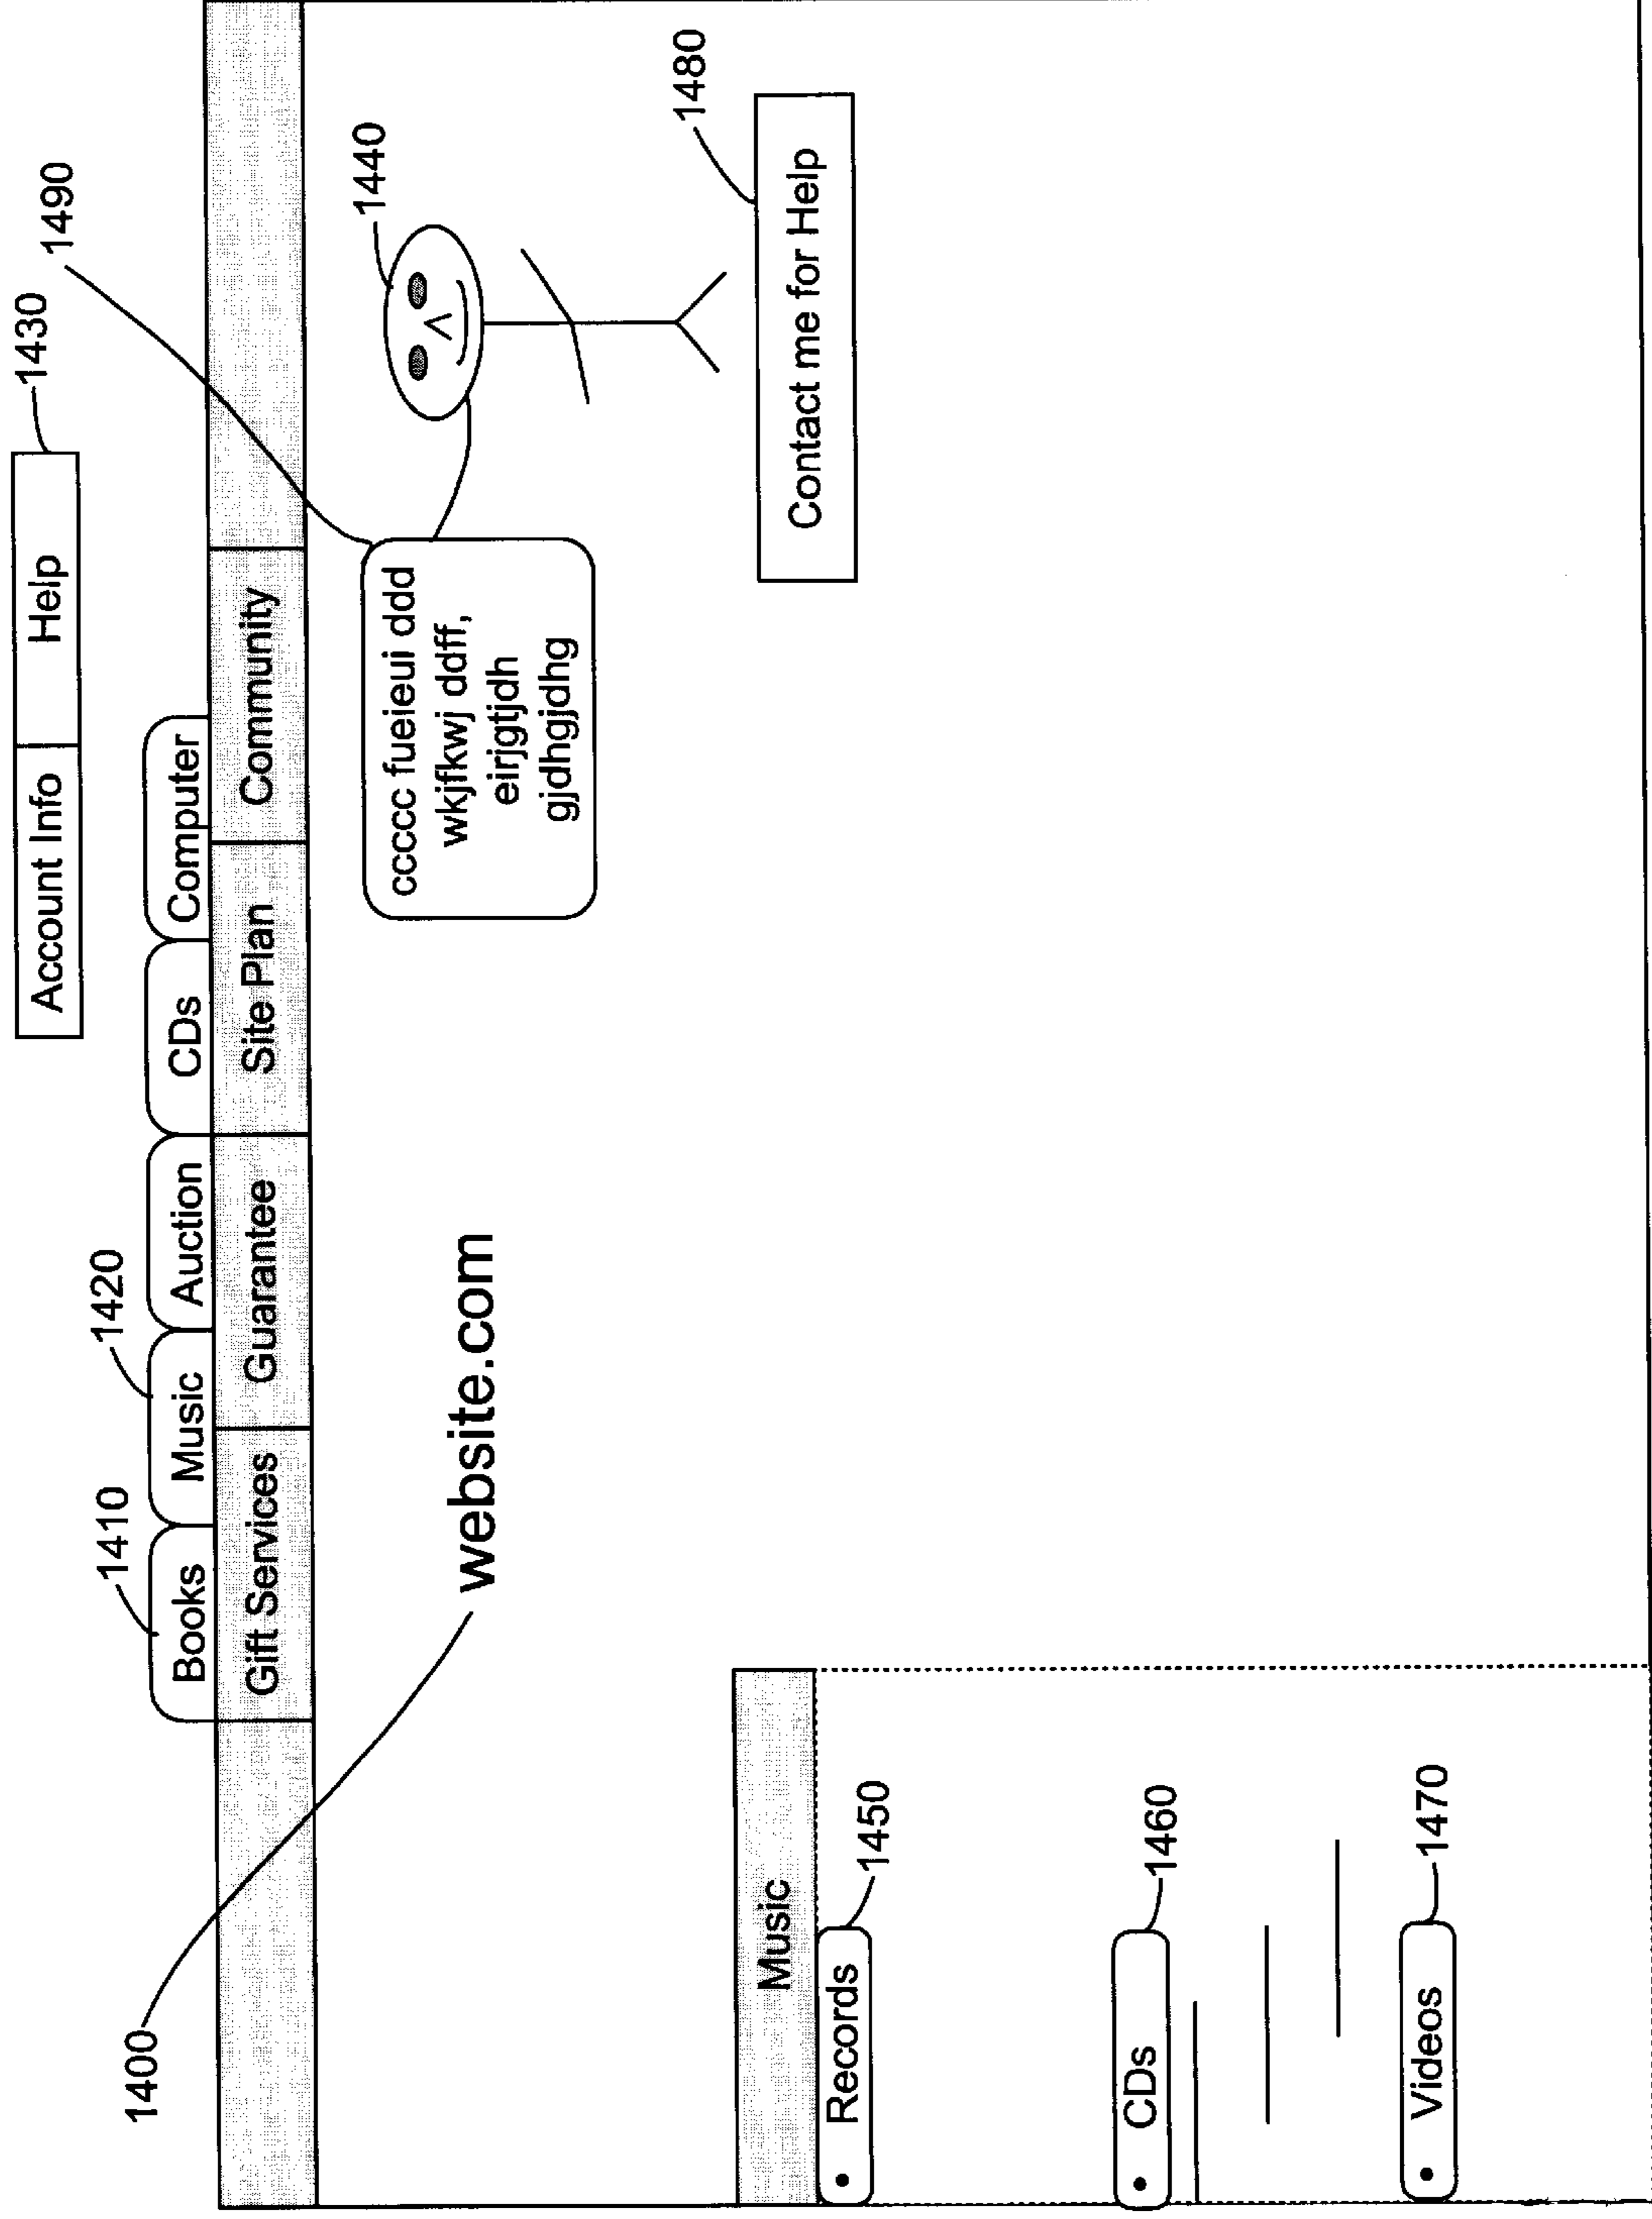 Account Info Help 1430
1490
1410 1420
Books Music Auction CDs Computer
1400
Gift Services Guarantee Site Plan Community
1440
ccccc fueieui ddd
wkjfkwj ddff,
eirjgtjdh
gjdhgjdhg
website.com
1480
Contact me for Help
Music
• Records
1450
• CDs
1460
• Videos
1470